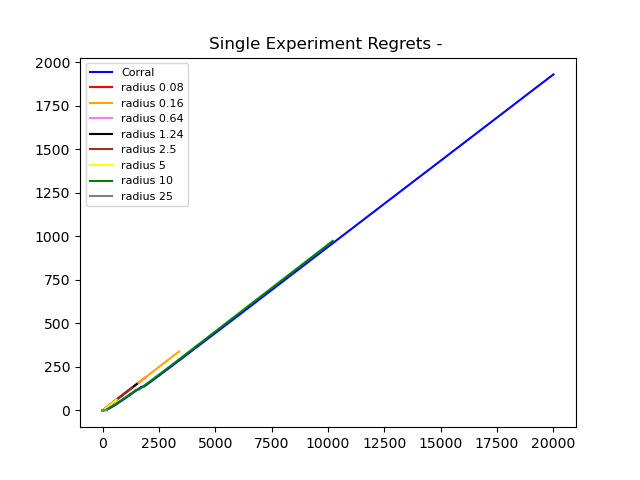 Single Experiment Regrets -
Corral
radius 0.08
radius 0.16
radius 0.64
radius 1.24
radius 2.5
radius 5
radius 10
radius 25
2000
1750
1500
1250
1000
750
500
250
0
0 2500 5000 7500 10000 12500 15000 17500 20000